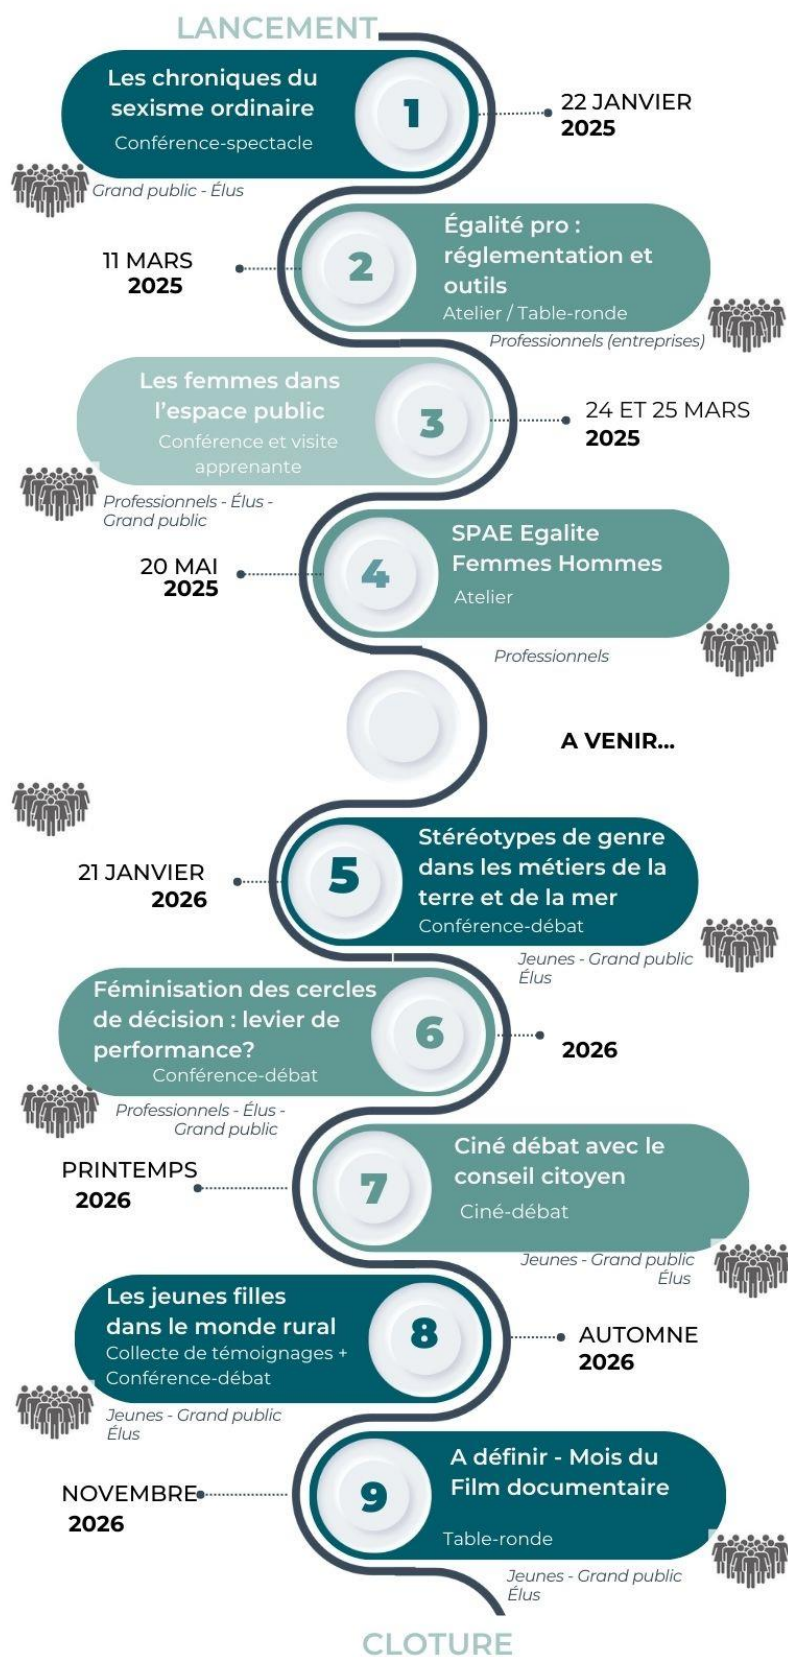 LANCEMENT
Les chroniques du
sexisme ordinaire
Conférence-spectacle
1
22 JANVIER
2025
Grand public - Élus
Égalité pro :
réglementation et
outils
Atelier / Table-ronde
2
11 MARS
2025
Professionnels (entreprises)
Les femmes dans
l'espace public
Conférence et visite
apprenante
3
24 ET 25 MARS
2025
Professionnels - Élus -
Grand public
SPAE Egalite
Femmes Hommes
Atelier
4
20 MAI
2025
Professionnels
A VENIR...
Stéréotypes de genre
dans les métiers de la
terre et de la mer
Conférence-débat
5
21 JANVIER
2026
Jeunes - Grand public
Élus
Féminisation des cercles
de décision : levier de
performance?
Conférence-débat
6
2026
Professionnels - Élus -
Grand public
Ciné débat avec le
conseil citoyen
Ciné-débat
7
PRINTEMPS
2026
Jeunes - Grand public
Élus
Les jeunes filles
dans le monde rural
Collecte de témoignages +
Conférence-débat
8
AUTOMNE
2026
Jeunes - Grand public
Élus
A définir - Mois du
Film documentaire
Table-ronde
9
NOVEMBRE
2026
Jeunes - Grand public
Élus
CLOTURE